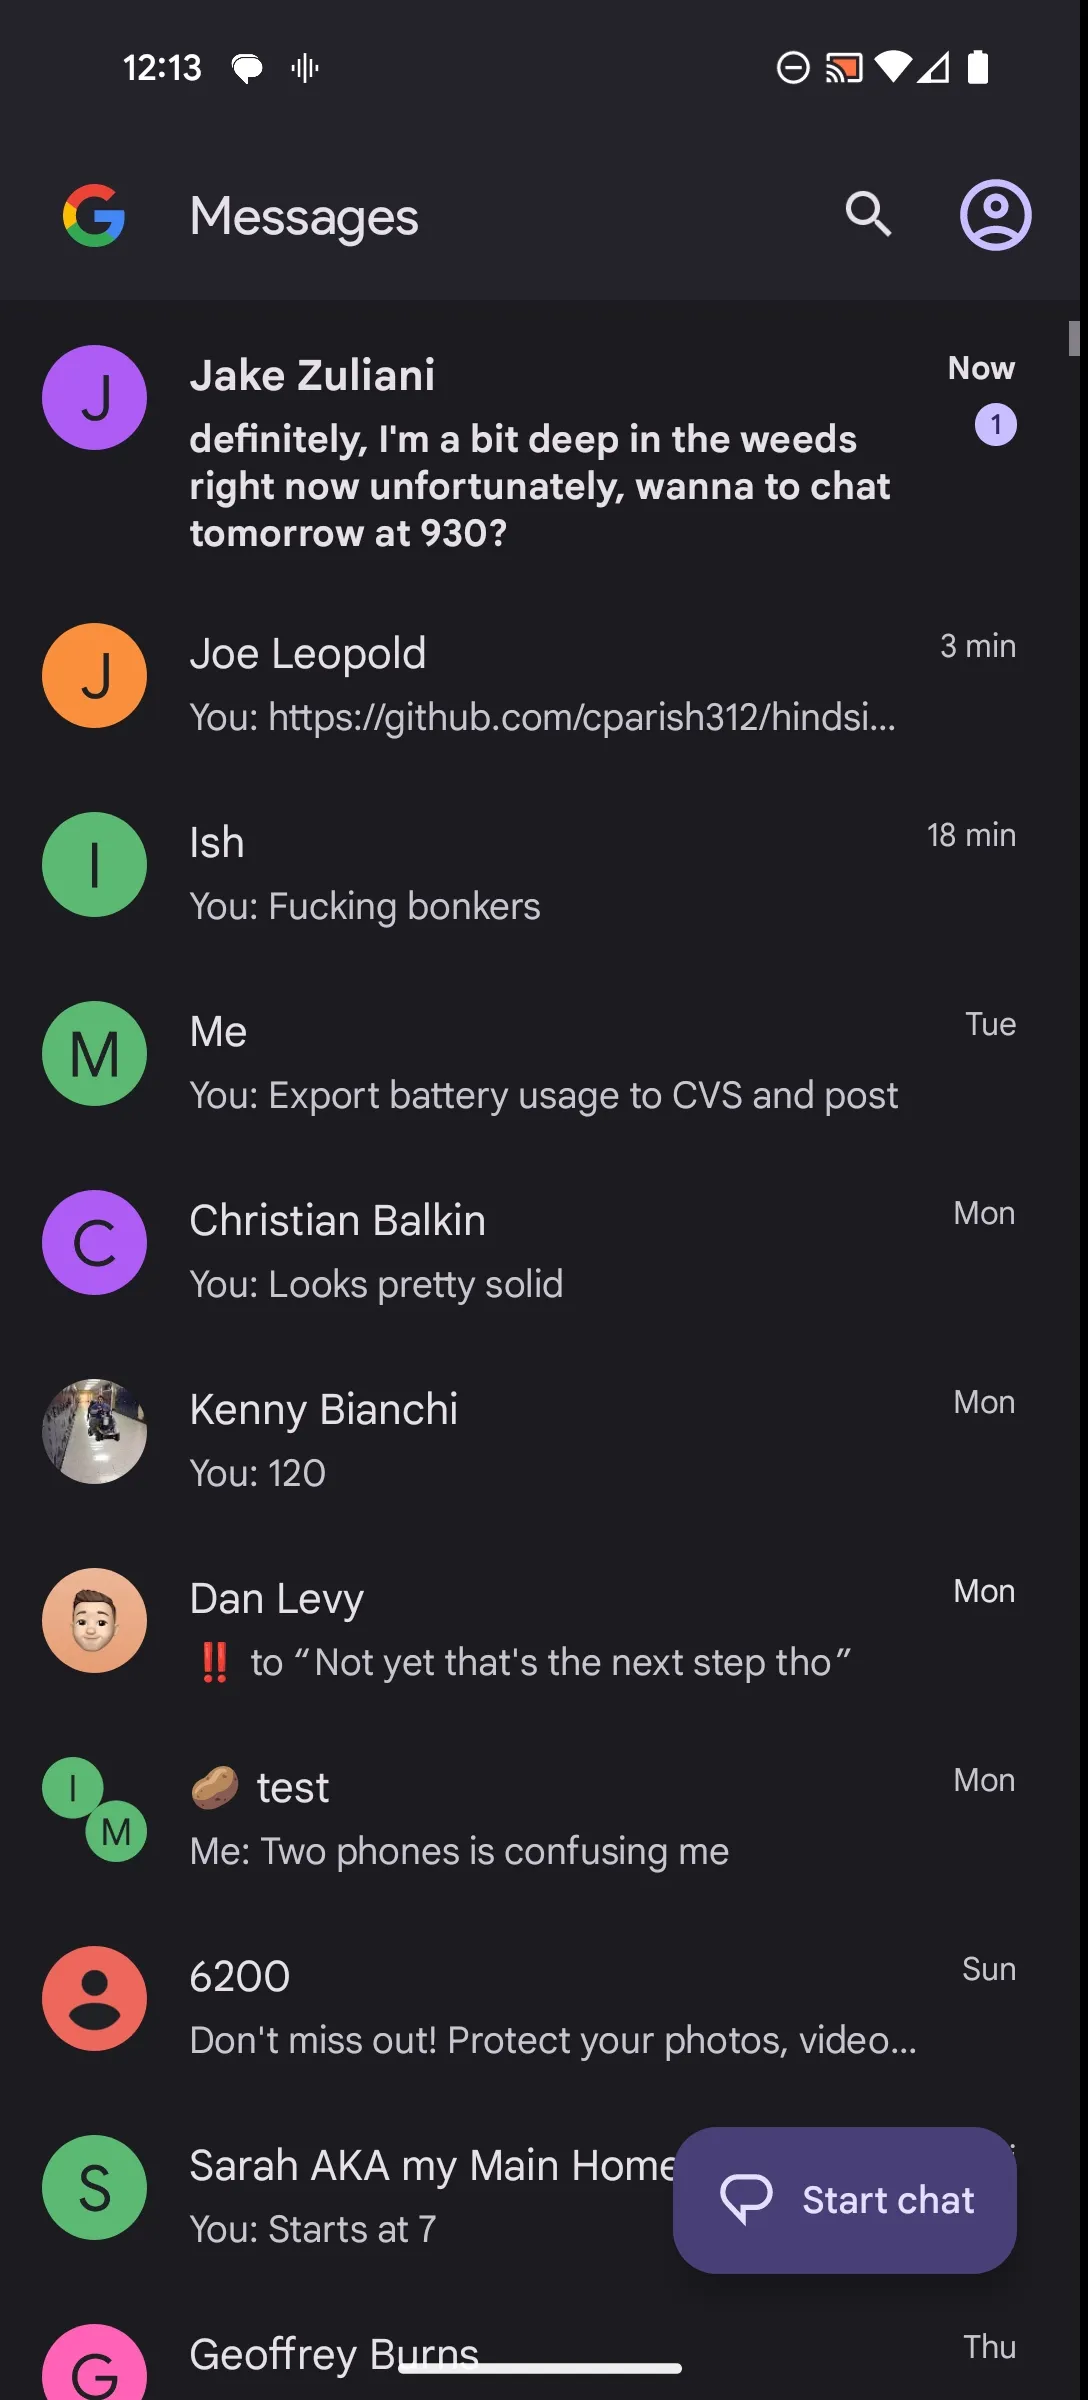 12:13
Messages
J
Jake Zuliani
Now
definitely, I'm a bit deep in the weeds
1
right now unfortunately, wanna to chat
tomorrow at 930?
J
Joe Leopold
3 min
You: https://github.com/cparish312/hindsi...
I
Ish
18 min
You: Fucking bonkers
M
Me
Tue
You: Export battery usage to CVS and post
C
Christian Balkin
Mon
You: Looks pretty solid
Kenny Bianchi
Mon
You: 120
Dan Levy
Mon
‼️ to “Not yet that's the next step tho”
I
M
🥔 test
Mon
Me: Two phones is confusing me
6200
Sun
Don't miss out! Protect your photos, video...
S
Sarah AKA my Main Home
You: Starts at 7
Start chat
G
Geoffrey Burns
Thu